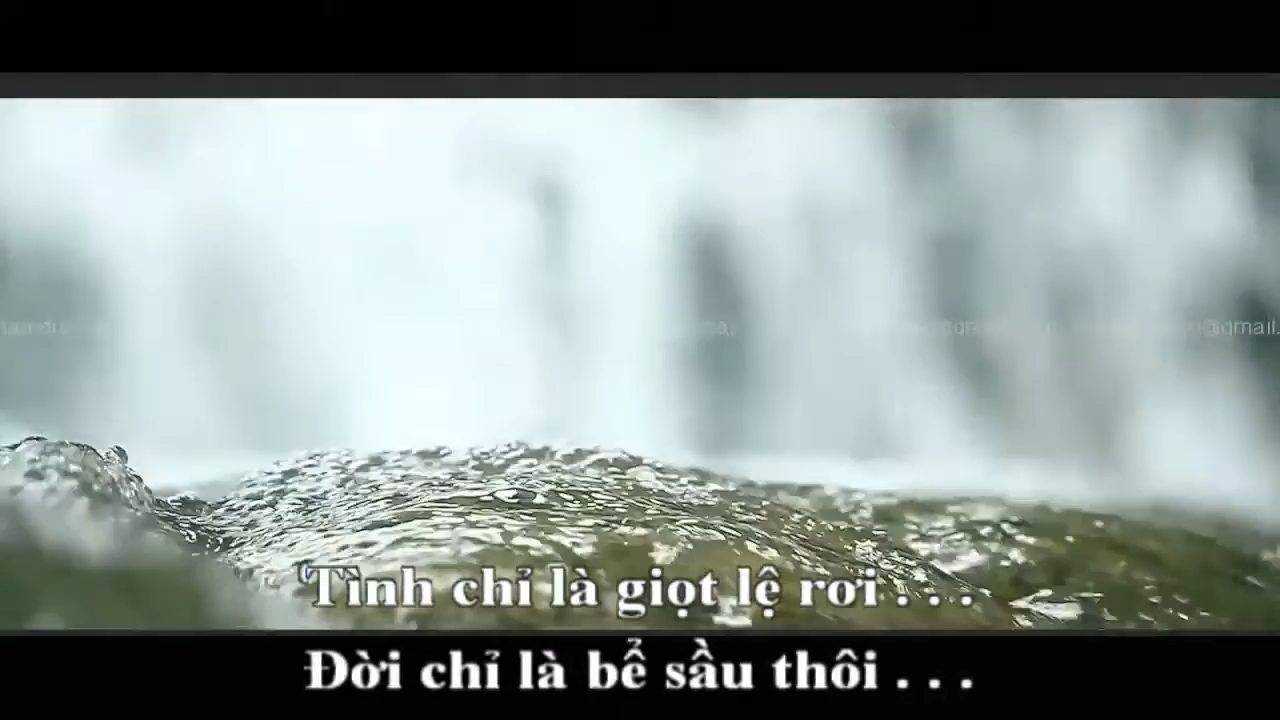 Tình chỉ là giọt lệ rơi . . .
Đời chỉ là bể sầu thôi . . .